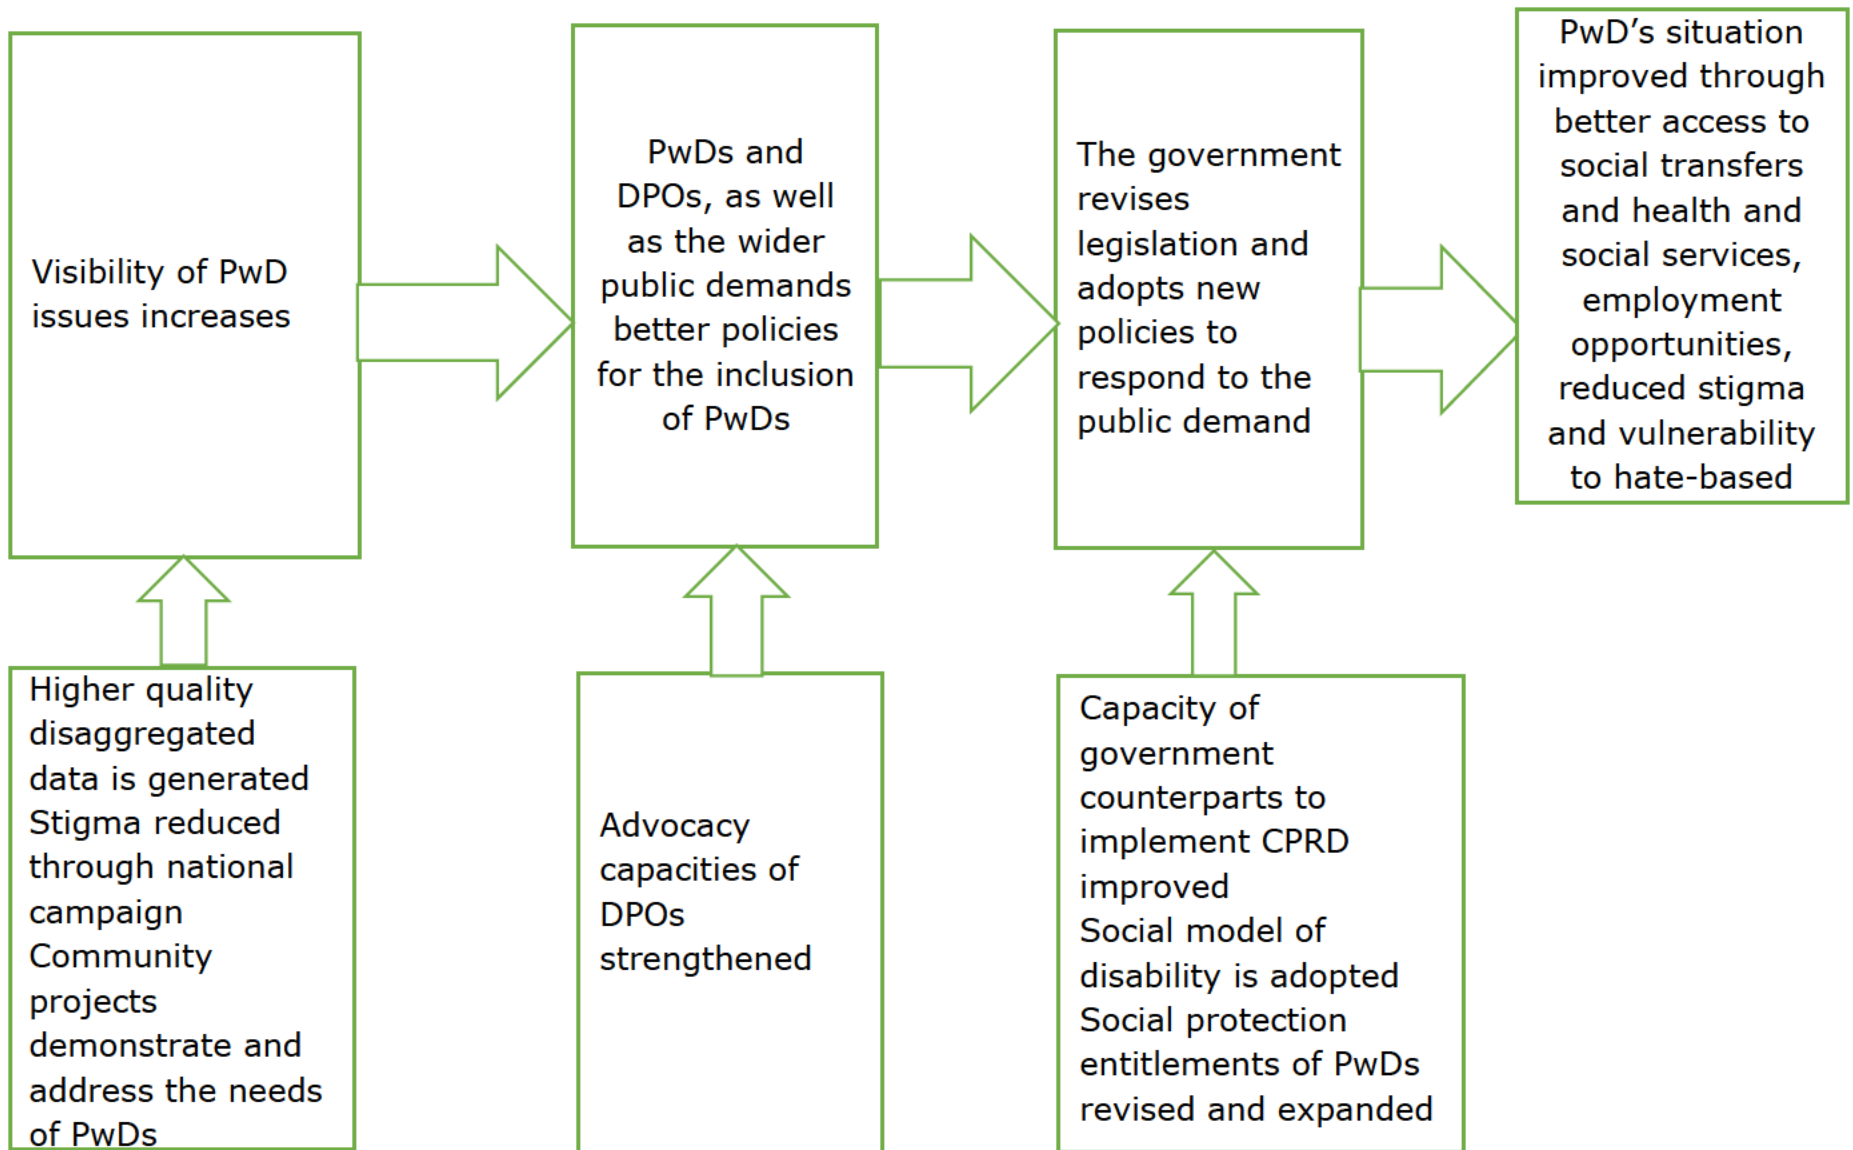 Visibility of PwD
issues increases
PwDs and
DPOs, as well
as the wider
public demands
better policies
for the inclusion
of PwDs
The government
revises
legislation and
adopts new
policies to
respond to the
public demand
PwD’s situation
improved through
better access to
social transfers
and health and
social services,
employment
opportunities,
reduced stigma
and vulnerability
to hate-based
Higher quality
disaggregated
data is generated
Stigma reduced
through national
campaign
Community
projects
demonstrate and
address the needs
of PwDs
Advocacy
capacities of
DPOs
strengthened
Capacity of
government
counterparts to
implement CPRD
improved
Social model of
disability is adopted
Social protection
entitlements of PwDs
revised and expanded